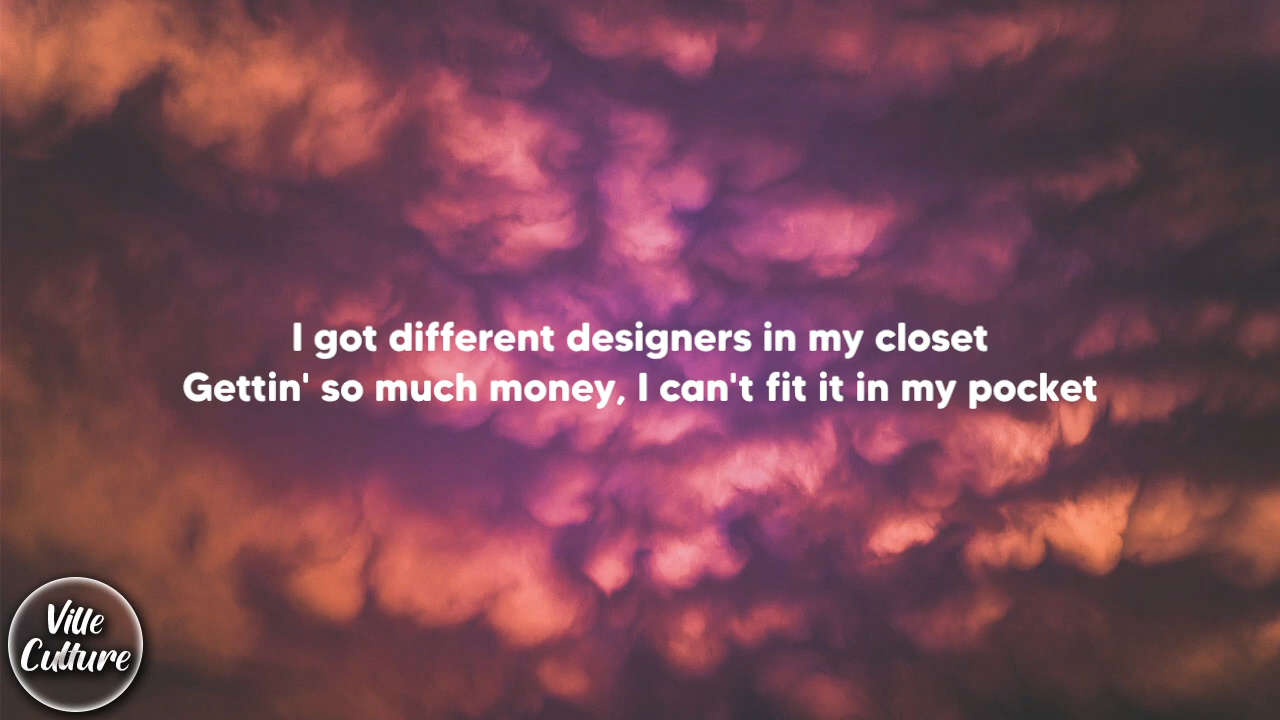 I got different designers in my closet
Gettin' so much money, I can't fit it in my pocket
Ville
Culture